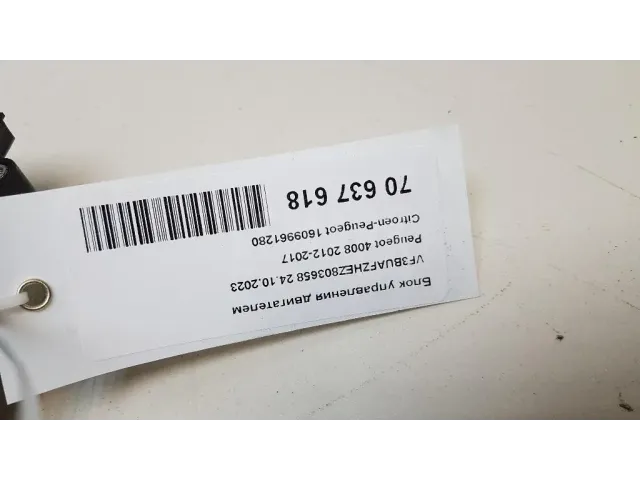 Блок управления двигателем
VF3BUAFZHEZ803658 24.10.2023
Peugeot 4008 2012-2017
Citroen-Peugeot 1609961280
70 637 618